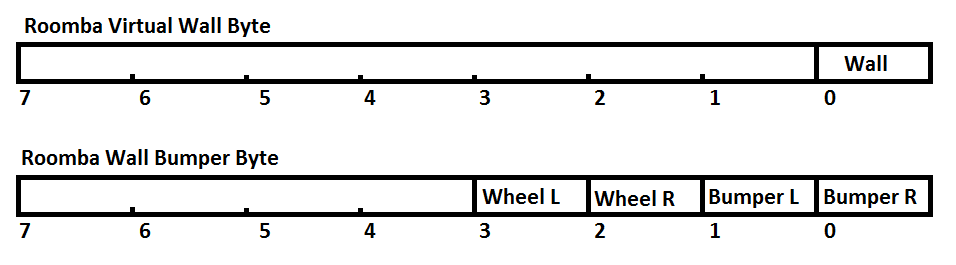 Roomba Virtual Wall Byte
Wall
7 6 5 4 3 2 1 0
Roomba Wall Bumper Byte
Wheel L Wheel R Bumper L Bumper R
7 6 5 4 3 2 1 0